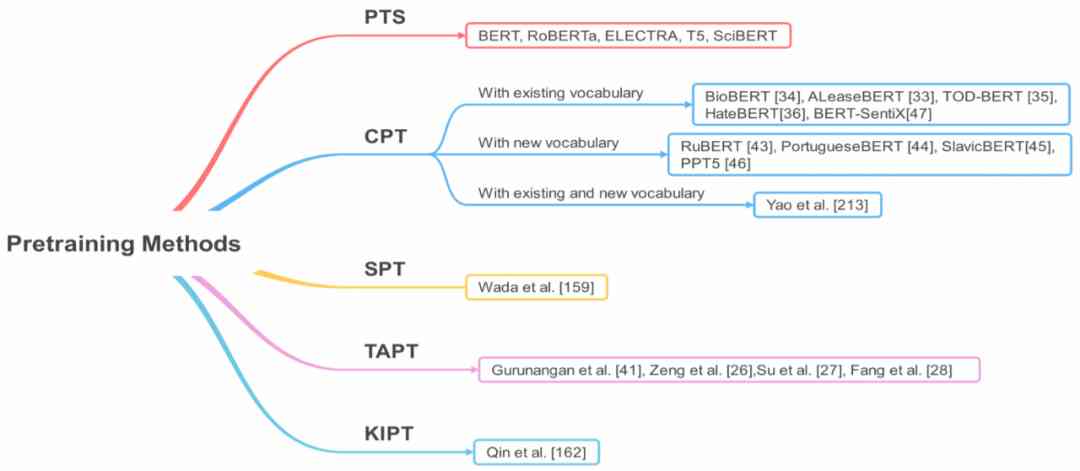 PTS
BERT, RoBERTa, ELECTRA, T5, SciBERT
With existing vocabulary
BioBERT [34], ALeaseBERT [33], TOD-BERT [35],
HateBERT[36], BERT-SentiX[47]
CPT
With new vocabulary
RuBERT [43], PortugueseBERT [44], SlavicBERT[45],
PPT5 [46]
With existing and new vocabulary
Yao et al. [213]
Pretraining Methods
SPT
Wada et al. [159]
TAPT
Gurunangan et al. [41], Zeng et al. [26],Su et al. [27], Fang et al. [28]
KIPT
Qin et al. [162]